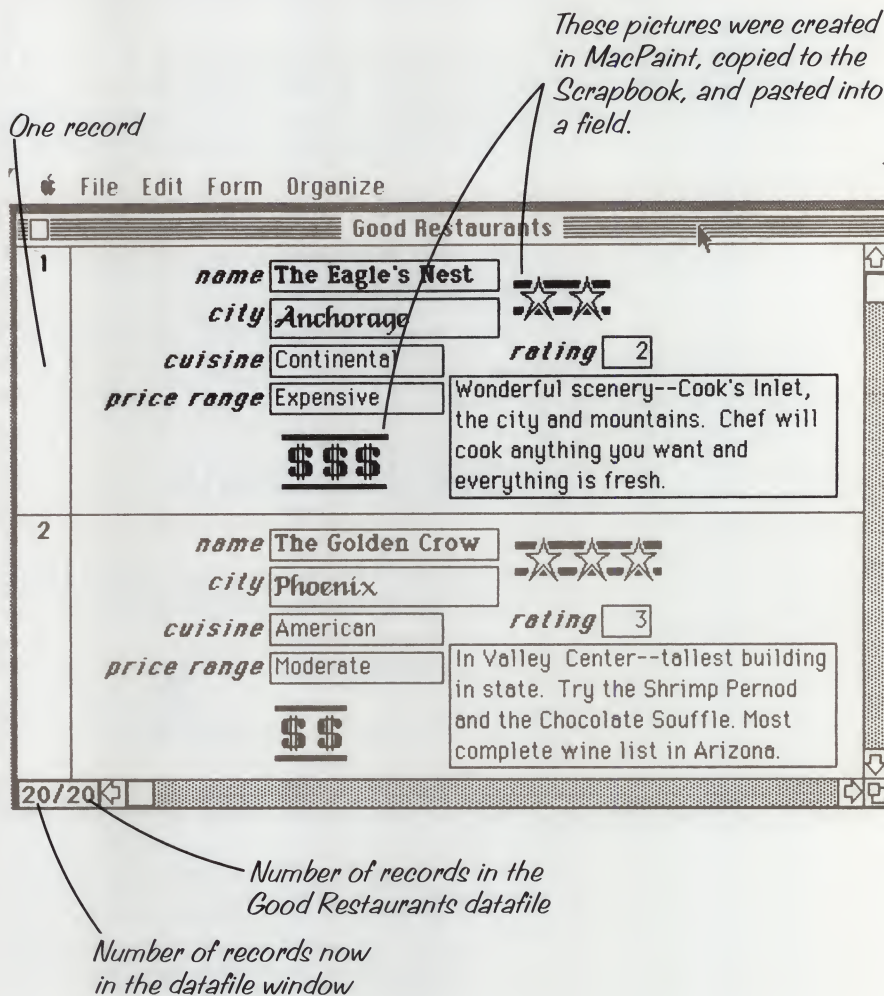 These pictures were created
in MacPaint, copied to the
Scrapbook, and pasted into
a field.
One record
File Edit Form Organize
Good Restaurants
1
name The Eagle's Nest
city Anchorage
cuisine Continental
rating 2
price range Expensive
Wonderful scenery--Cook's Inlet,
the city and mountains. Chef will
cook anything you want and
everything is fresh.
$ $ $
2
name The Golden Crow
city Phoenix
cuisine American
rating 3
price range Moderate
In Valley Center--tallest building
in state. Try the Shrimp Pernod
and the Chocolate Souffle. Most
complete wine list in Arizona.
$ $
20/20
Number of records in the
Good Restaurants datafile
Number of records now
in the datafile window